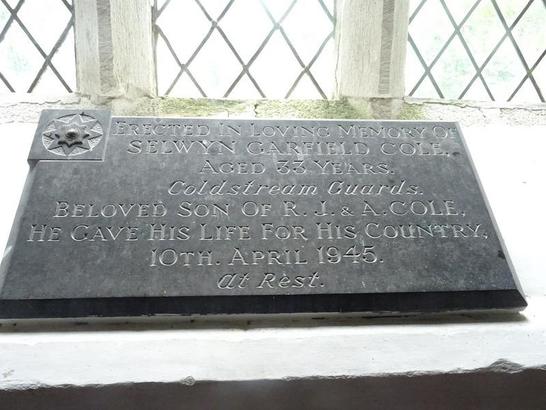 Erected In Loving Memory Of
Selwyn Garfield Cole,
Aged 33 Years.
Coldstream Guards.
Beloved Son Of R. J. & A. Cole,
He Gave His Life For His Country,
10th. April 1945.
At Rest.